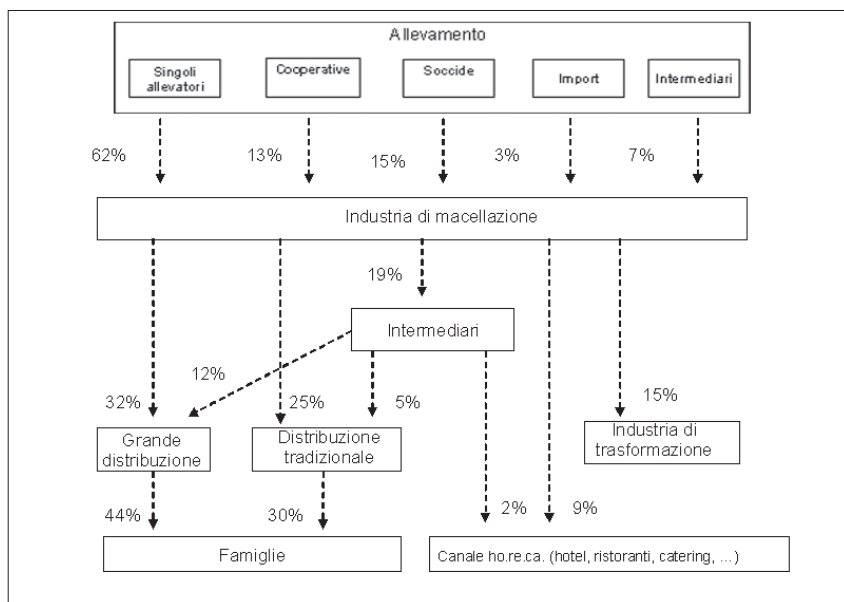 Allevamento
Singoli
allevatori
Cooperative
Soccide
Import
Intermediari
62%
13%
15%
3%
7%
Industria di macellazione
19%
Intermediari
12%
32%
25%
5%
15%
Grande
distribuzione
Distribuzione
tradizionale
Industria di
trasformazione
44%
30%
2%
9%
Famiglie
Canale ho.re.ca. (hotel, ristoranti, catering, ...)